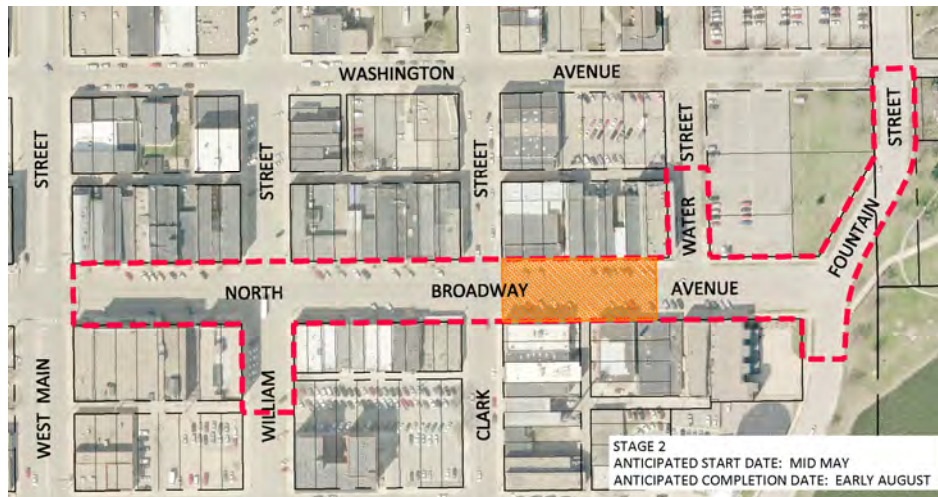 WASHINGTON AVENUE
STREET
STREET
STREET
STREET
STREET
WATER
FOUNTAIN
NORTH BROADWAY AVENUE
WEST MAIN
WILLIAM
CLARK
STAGE 2
ANTICIPATED START DATE: MID MAY
ANTICIPATED COMPLETION DATE: EARLY AUGUST